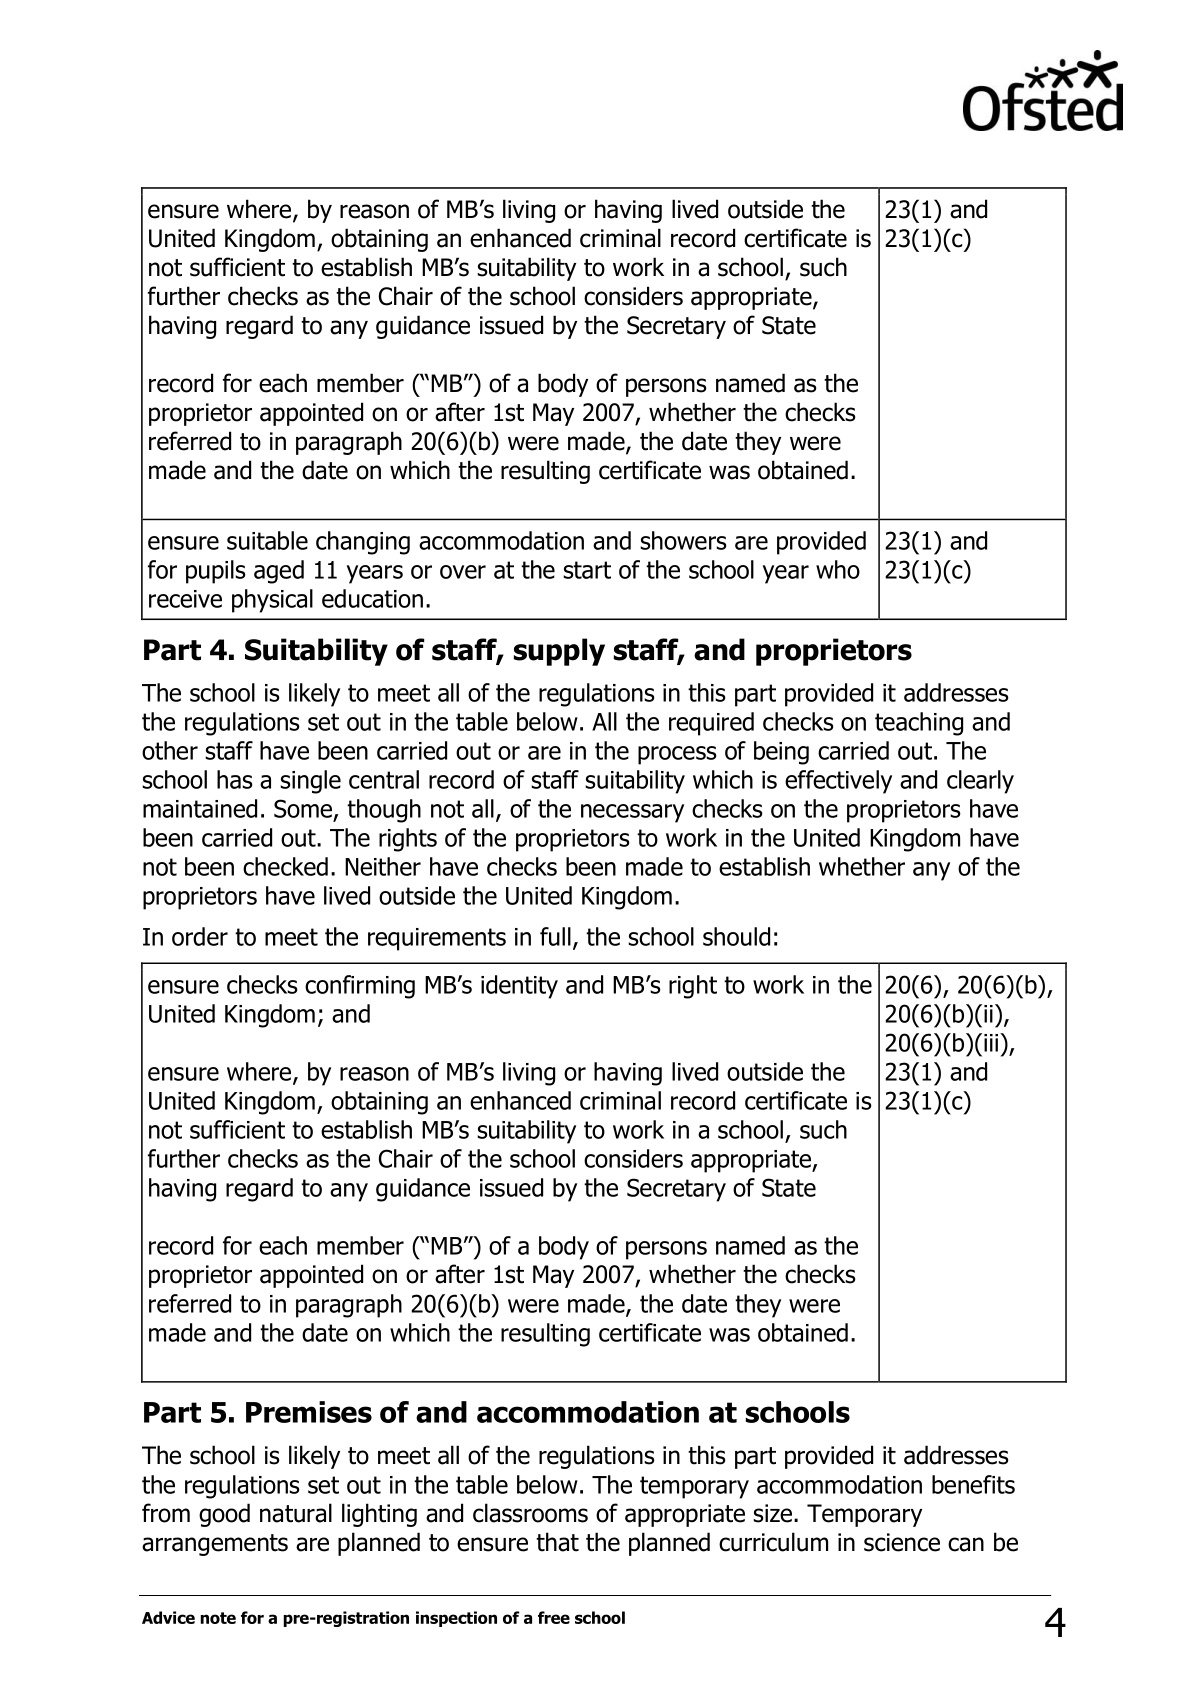 Ofsted
ensure where, by reason of MB’s living or having lived outside the
United Kingdom, obtaining an enhanced criminal record certificate is
not sufficient to establish MB’s suitability to work in a school, such
further checks as the Chair of the school considers appropriate,
having regard to any guidance issued by the Secretary of State
record for each member (“MB”) of a body of persons named as the
proprietor appointed on or after 1st May 2007, whether the checks
referred to in paragraph 20(6)(b) were made, the date they were
made and the date on which the resulting certificate was obtained.
23(1) and
23(1)(c)
ensure suitable changing accommodation and showers are provided
for pupils aged 11 years or over at the start of the school year who
receive physical education.
23(1) and
23(1)(c)
Part 4. Suitability of staff, supply staff, and proprietors
The school is likely to meet all of the regulations in this part provided it addresses
the regulations set out in the table below. All the required checks on teaching and
other staff have been carried out or are in the process of being carried out. The
school has a single central record of staff suitability which is effectively and clearly
maintained. Some, though not all, of the necessary checks on the proprietors have
been carried out. The rights of the proprietors to work in the United Kingdom have
not been checked. Neither have checks been made to establish whether any of the
proprietors have lived outside the United Kingdom.
In order to meet the requirements in full, the school should:
ensure checks confirming MB’s identity and MB’s right to work in the
United Kingdom; and
ensure where, by reason of MB’s living or having lived outside the
United Kingdom, obtaining an enhanced criminal record certificate is
not sufficient to establish MB’s suitability to work in a school, such
further checks as the Chair of the school considers appropriate,
having regard to any guidance issued by the Secretary of State
record for each member (“MB”) of a body of persons named as the
proprietor appointed on or after 1st May 2007, whether the checks
referred to in paragraph 20(6)(b) were made, the date they were
made and the date on which the resulting certificate was obtained.
20(6), 20(6)(b),
20(6)(b)(ii),
20(6)(b)(iii),
23(1) and
23(1)(c)
Part 5. Premises of and accommodation at schools
The school is likely to meet all of the regulations in this part provided it addresses
the regulations set out in the table below. The temporary accommodation benefits
from good natural lighting and classrooms of appropriate size. Temporary
arrangements are planned to ensure that the planned curriculum in science can be
Advice note for a pre-registration inspection of a free school
4